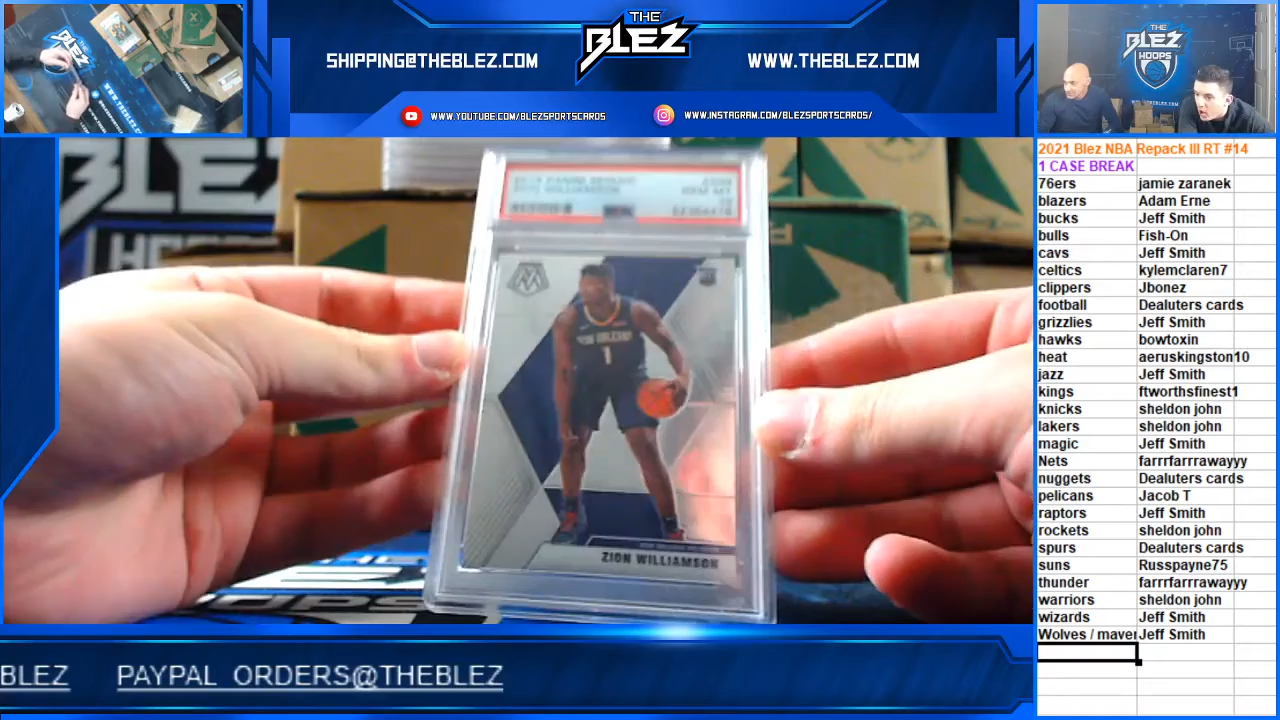 SHIPPING@THEBLEZ.COM
THE
BLEZ
WWW.THEBLEZ.COM
WWW.YOUTUBE.COM/BLEZSPORTSCARDS
WWW.INSTAGRAM.COM/BLEZSPORTSCARDS/
THE
BLEZ
HOOPS
2021 Blez NBA Repack III RT #14
1 CASE BREAK
76ers jamie zaranek
blazers Adam Erne
bucks Jeff Smith
bulls Fish-On
cavs Jeff Smith
celtics kylemclaren7
clippers Jbonez
football Dealuters cards
grizzlies Jeff Smith
hawks bowtoxin
heat aeruskingston10
jazz Jeff Smith
kings ftworthsfinest1
knicks sheldon john
lakers sheldon john
magic Jeff Smith
Nets farrrfarrrawayyy
nuggets Dealuters cards
pelicans Jacob T
raptors Jeff Smith
rockets sheldon john
spurs Dealuters cards
suns Russpayne75
thunder farrrfarrrawayyy
warriors sheldon john
wizards Jeff Smith
Wolves / maver Jeff Smith
NEW ORLEANS
1
ZION WILLIAMSON
BLEZ PAYPAL ORDERS@THEBLEZ